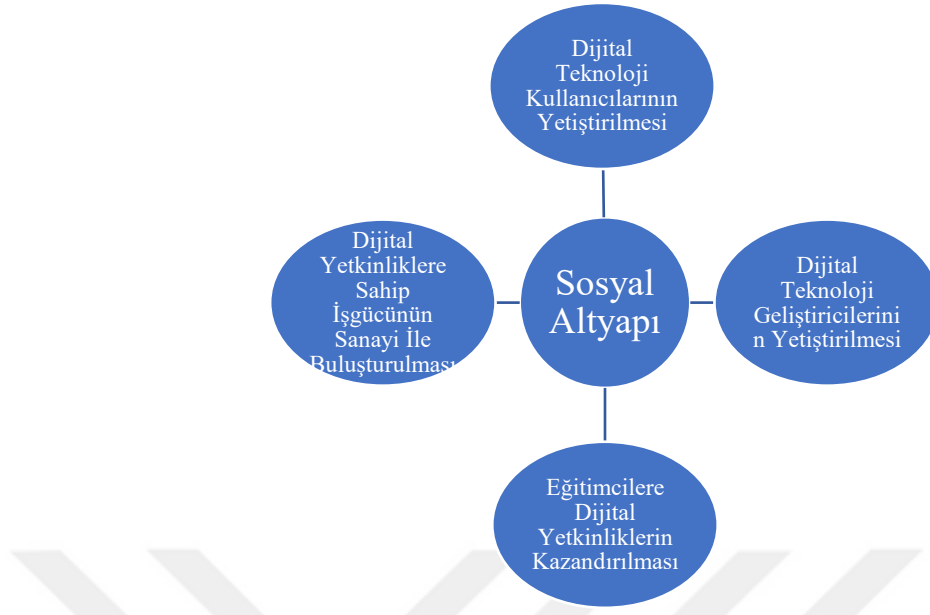 Dijital
Teknoloji
Kullanıcılarının
Yetiştirilmesi
Dijital
Yetkinliklere
Sahip
İşgücünün
Sanayi İle
Buluşturulması
Sosyal
Altyapı
Dijital
Teknoloji
Geliştiricilerini
n Yetiştirilmesi
Eğitimcilere
Dijital
Yetkinliklerin
Kazandırılması